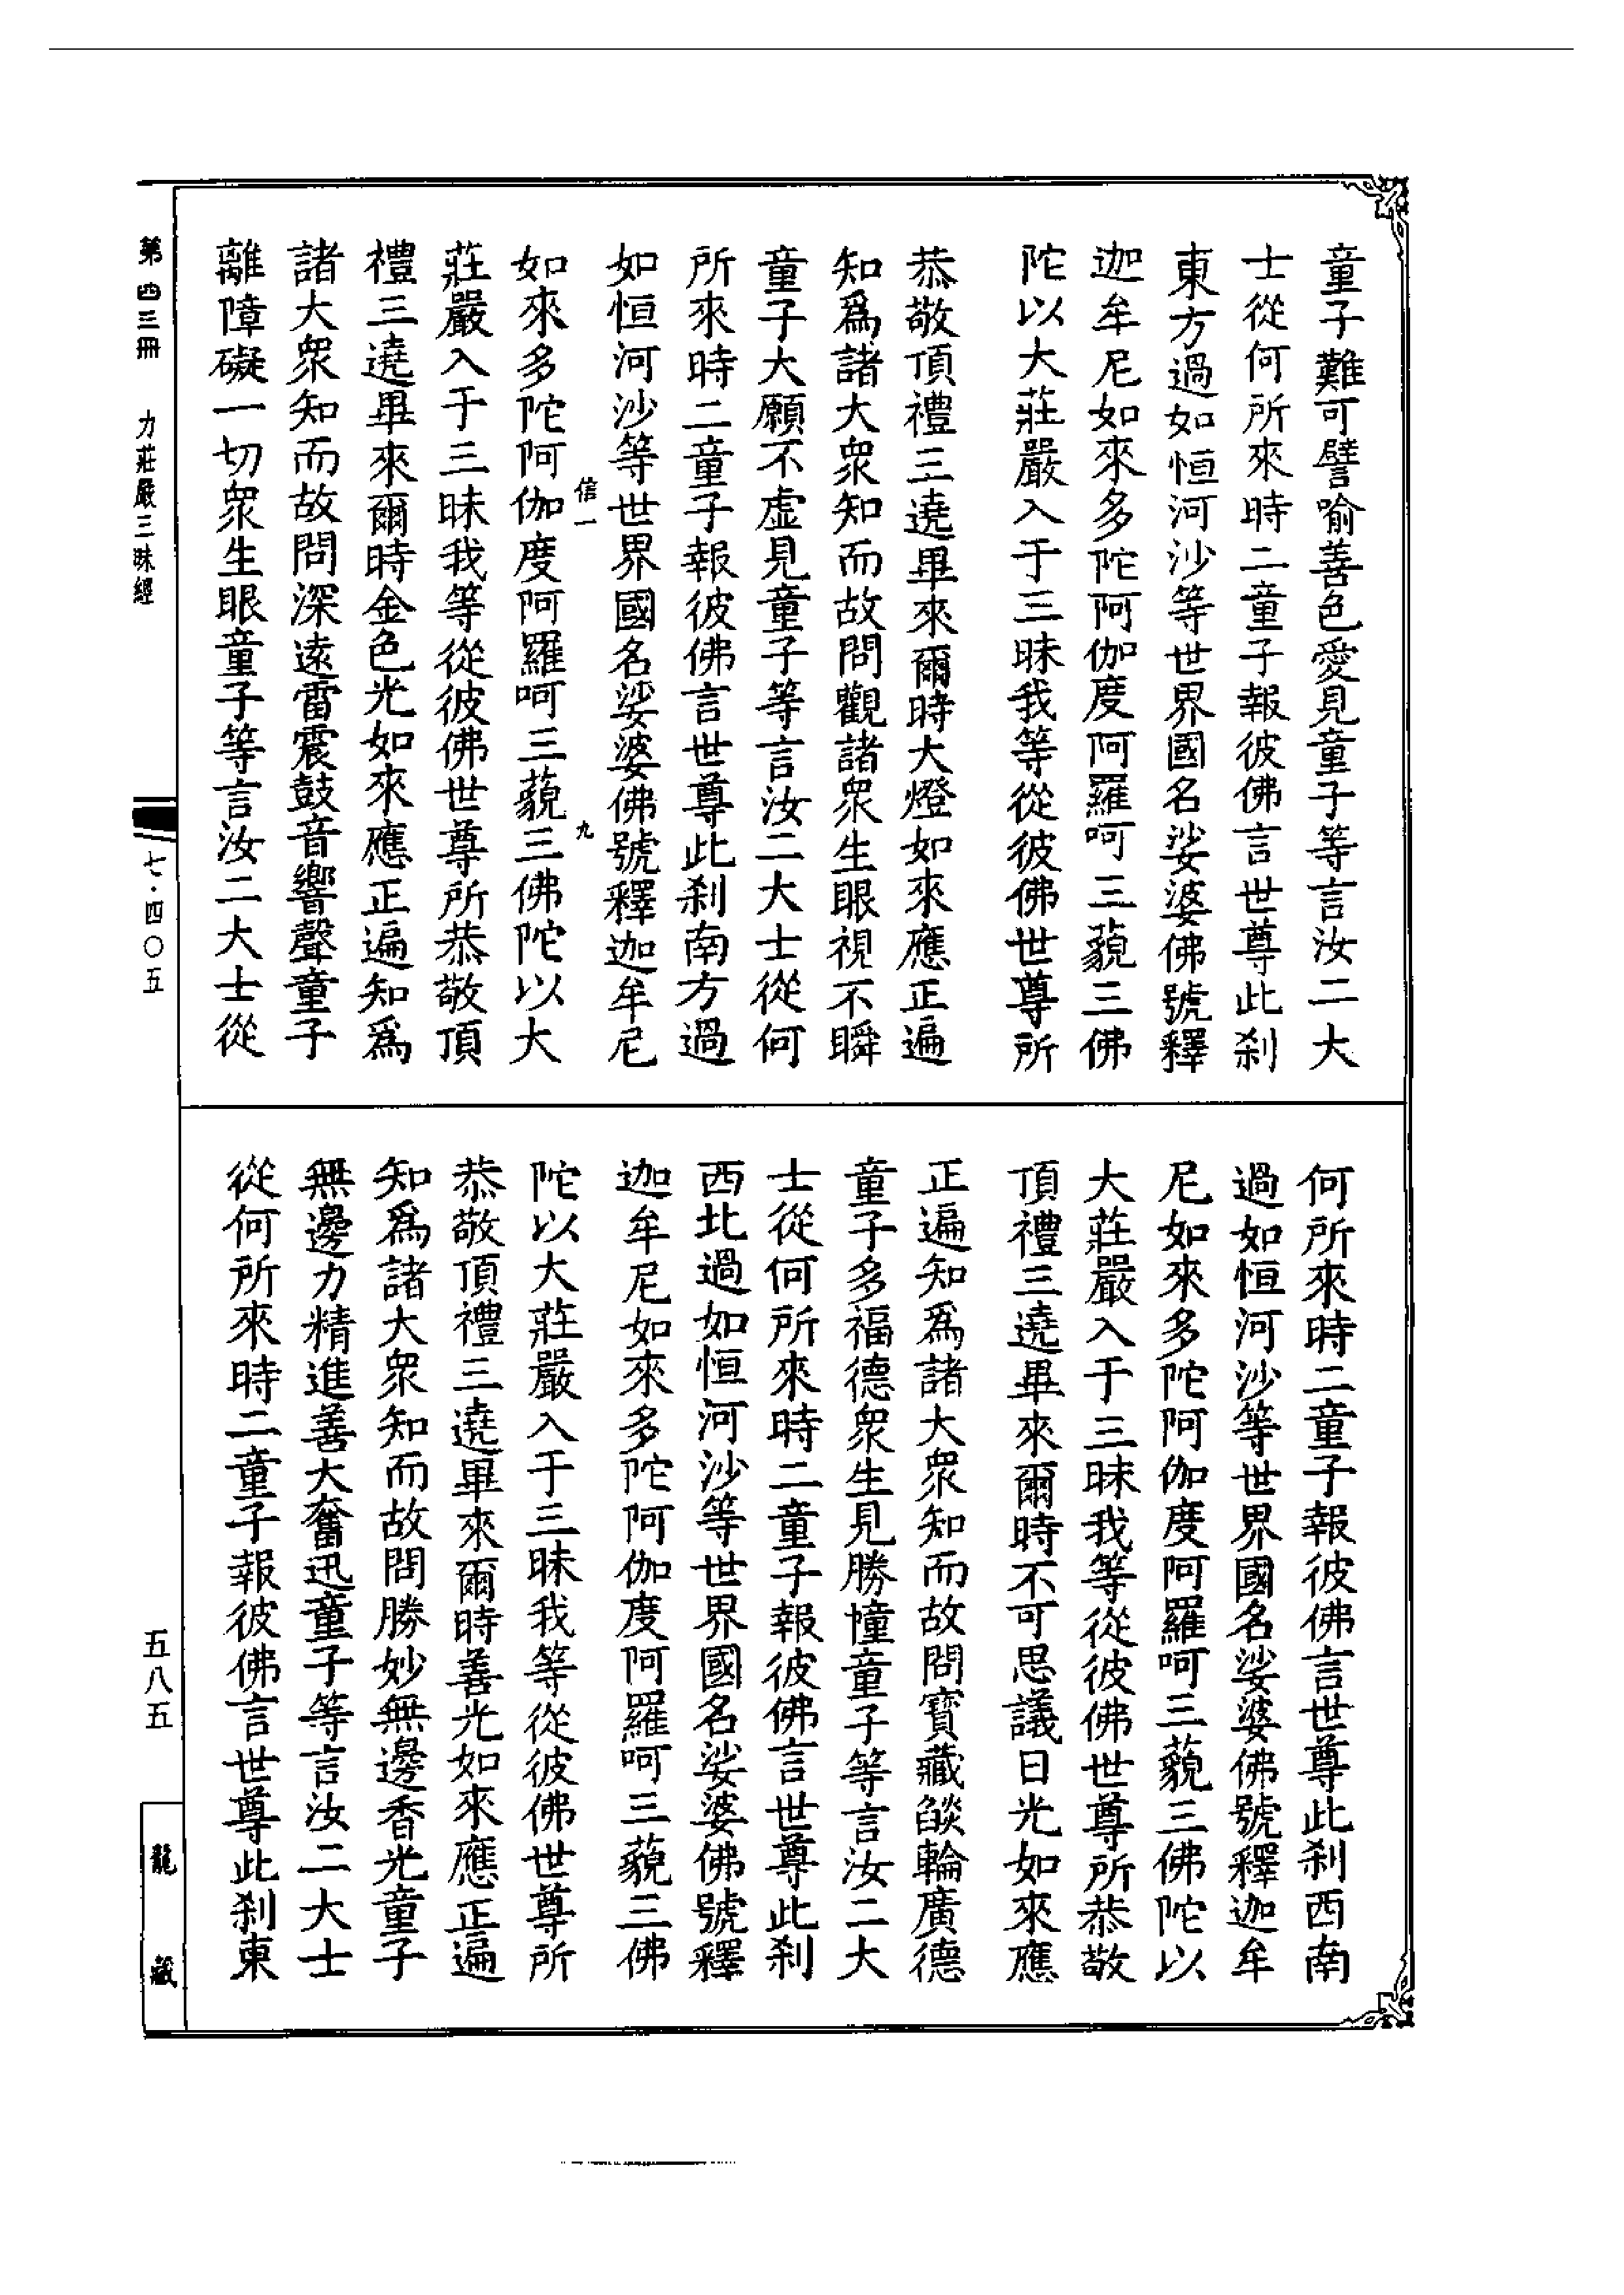 童子難可譬喻善色愛見童子等言汝二大
士從何所來時二童子報彼佛言世尊此刹
東方過如恒河沙等世界國名娑婆佛號釋
迦牟尼如來多陀阿伽度阿羅呵三藐三佛
陀以大莊嚴入于三昧我等從彼佛世尊所
恭敬頂禮三遶畢來爾時大燈如來應正遍
知爲諸大衆知而故問觀諸衆生眼視不瞬
童子大願不虛見童子等言汝二大士從何
所來時二童子報彼佛言世尊此刹南方過
如恒河沙等世界國名娑婆佛號釋迦牟尼
信一 九
如來多陀阿伽度阿羅呵三藐三佛陀以大
莊嚴入于三昧我等從彼佛世尊所恭敬頂
禮三遶畢來爾時金色光如來應正遍知爲
諸大衆知而故問深遠雷震鼓音響聲童子
離障礙一切衆生眼童子等言汝二大士從
何所來時二童子報彼佛言世尊此刹西南
過如恒河沙等世界國名娑婆佛號釋迦牟
尼如來多陀阿伽度阿羅呵三藐三佛陀以
大莊嚴入于三昧我等從彼佛世尊所恭敬
頂禮三遶畢來爾時不可思議日光如來應
正遍知爲諸大衆知而故問寶藏燄輪廣德
童子多福德衆生見勝幢童子等言汝二大
士從何所來時二童子報彼佛言世尊此刹
西北過如恒河沙等世界國名娑婆佛號釋
迦牟尼如來多陀阿伽度阿羅呵三藐三佛
陀以大莊嚴入于三昧我等從彼佛世尊所
恭敬頂禮三遶畢來爾時善光如來應正遍
知爲諸大衆知而故問勝妙無邊香光童子
無邊力精進善大奮迅童子等言汝二大士
從何所來時二童子報彼佛言世尊此刹東
第四三冊 力莊嚴三昧經
七·四〇五
五八五
龍藏